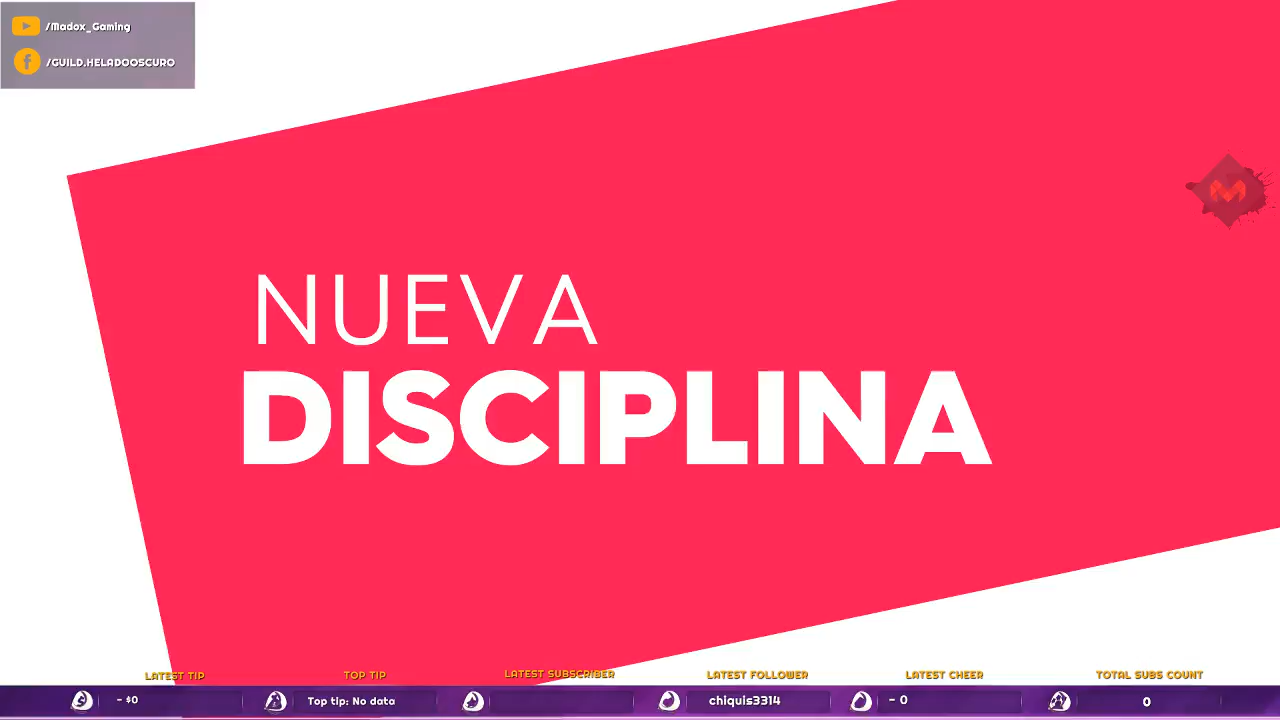 /Madox_Gaming
/GUILD.HELADOOSCURO
M
NUEVA
DISCIPLINA
LATEST TIP
TOP TIP
LATEST SUBSCRIBER
LATEST FOLLOWER
LATEST CHEER
TOTAL SUBS COUNT
- $0
Top tip: No data
chiquis3314
- 0
0